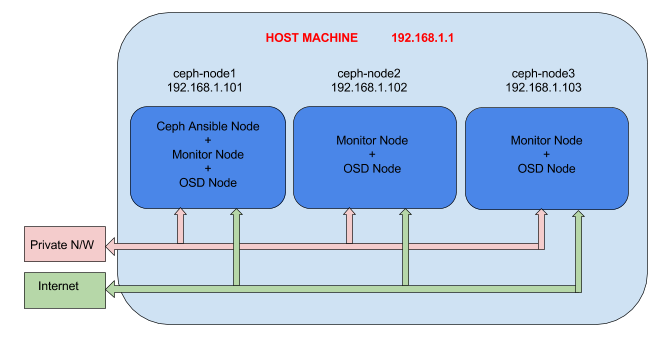 HOST MACHINE 192.168.1.1
ceph-node1
192.168.1.101
ceph-node2
192.168.1.102
ceph-node3
192.168.1.103
Ceph Ansible Node
+
Monitor Node
+
OSD Node
Monitor Node
+
OSD Node
Monitor Node
+
OSD Node
Private N/W
Internet